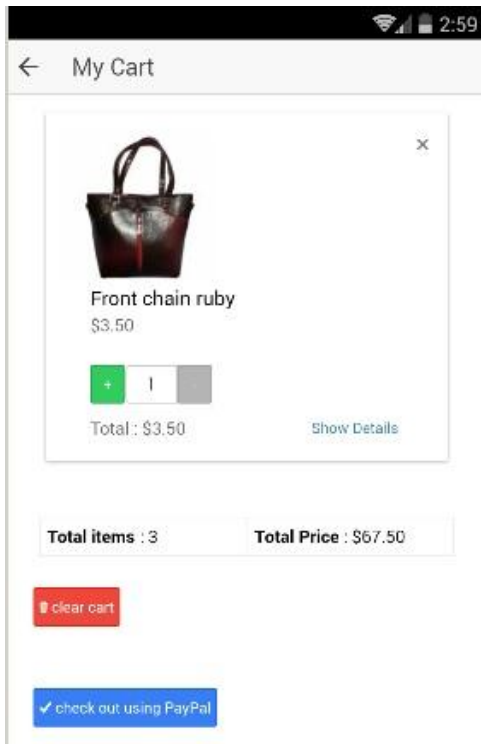 2:59
My Cart
×
Front chain ruby
$3.50
+ 1 -
Total : $3.50 Show Details
Total items : 3 Total Price : $67.50
clear cart
check out using PayPal